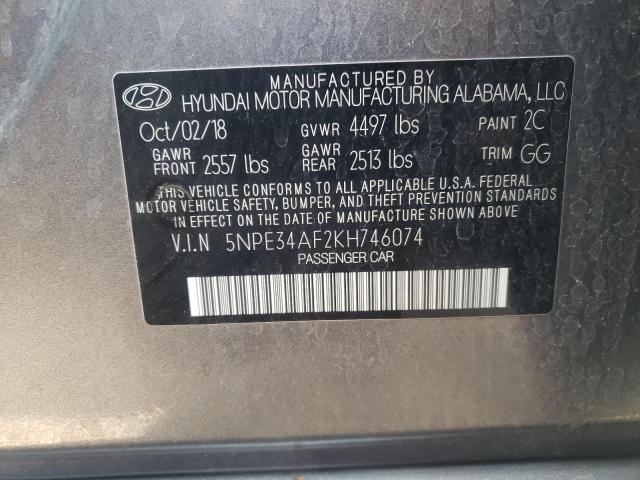 MANUFACTURED BY
HYUNDAI MOTOR MANUFACTURING ALABAMA, LLC
Oct/02/18 GVWR 4497 lbs PAINT 2C
GAWR FRONT 2557 lbs GAWR REAR 2513 lbs TRIM GG
THIS VEHICLE CONFORMS TO ALL APPLICABLE U.S.A. FEDERAL
MOTOR VEHICLE SAFETY, BUMPER, AND THEFT PREVENTION STANDARDS
IN EFFECT ON THE DATE OF MANUFACTURE SHOWN ABOVE
V.I.N 5NPE34AF2KH746074
PASSENGER CAR